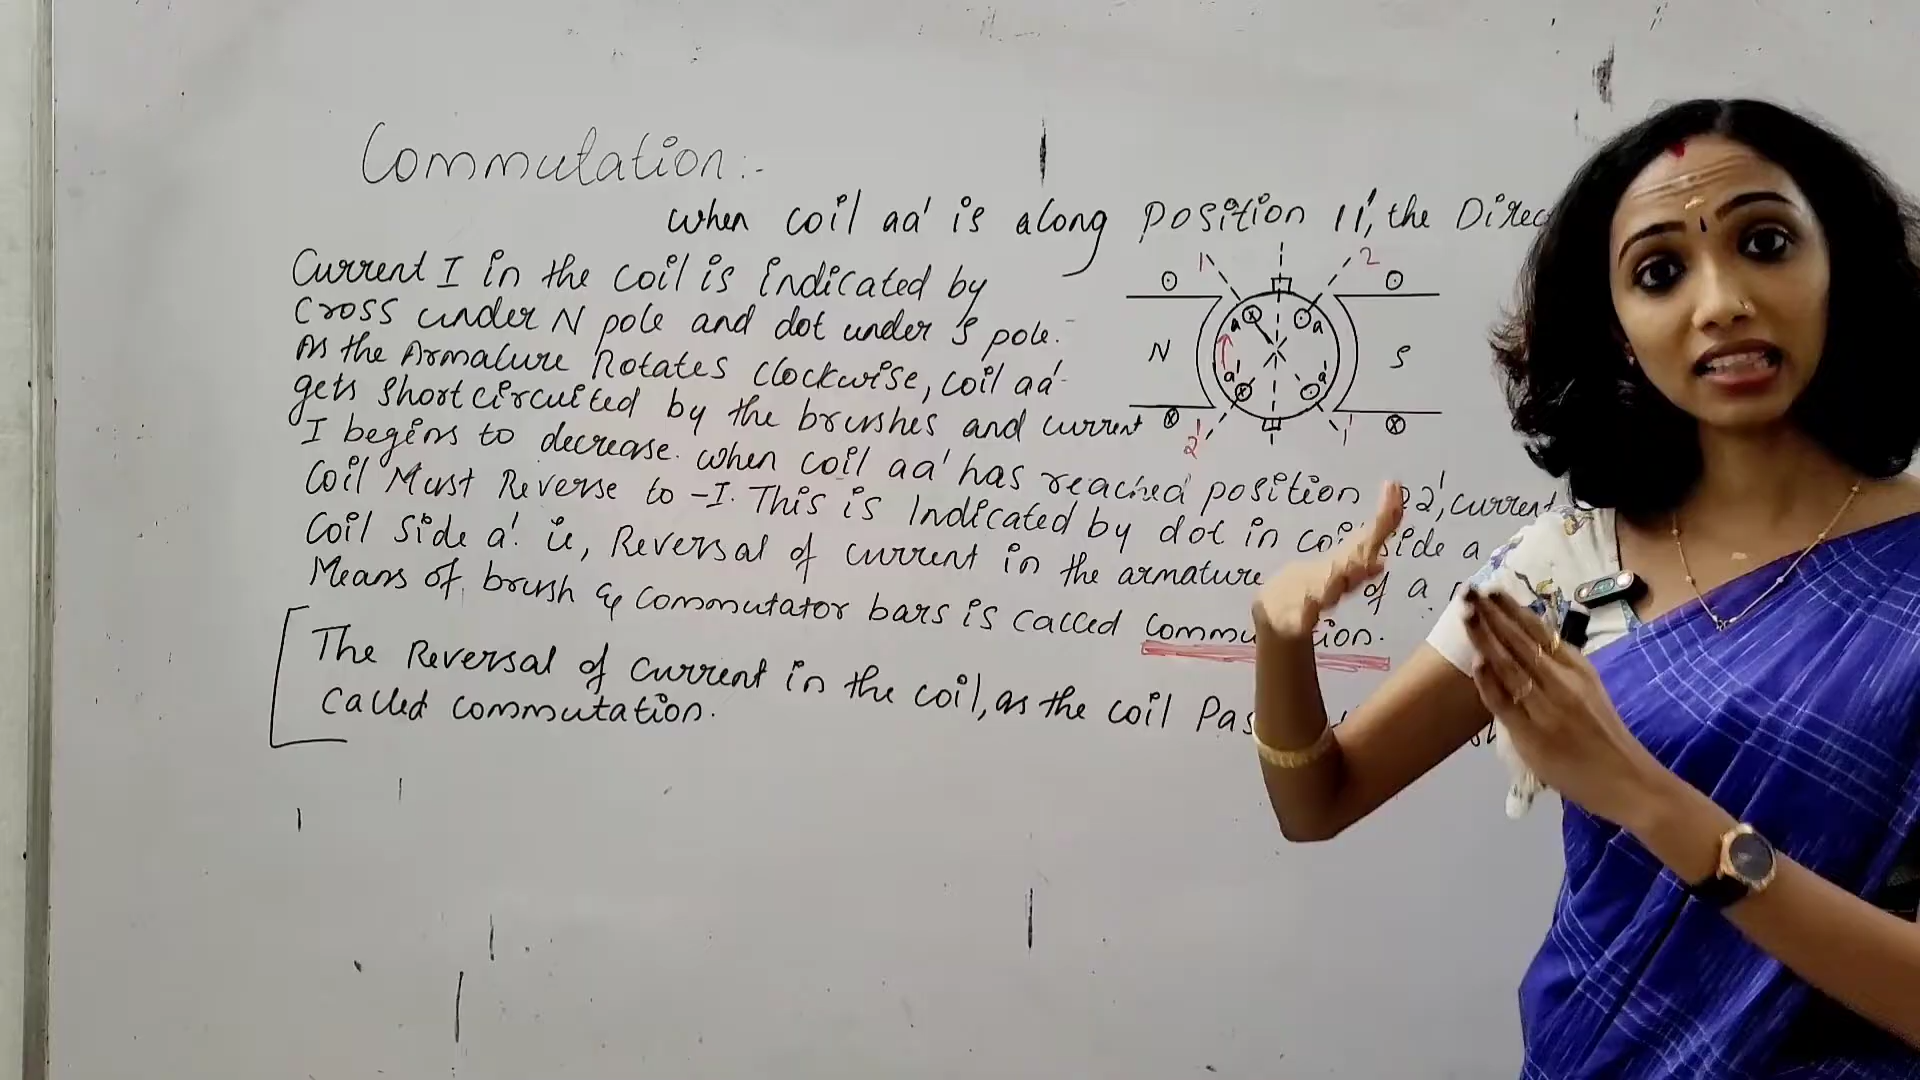 Commutation:-
When coil aa' is along Position 11', the Direc
Current I in the coil is indicated by
Cross under N pole and dot under S pole.
As the Armature Rotates clockwise, coil aa'
gets Short circuited by the brushes and current
I begins to decrease. When coil aa' has reached position 22', current
Coil Must Reverse to -I. This is Indicated by dot in coil side a
Coil Side a'. ie, Reversal of current in the armature of a
Means of brush & Commutator bars is called Commutation.
The Reversal of Current in the coil, as the coil Pas
Called Commutation.
1 2
N a a S
a' a'
2' 1'